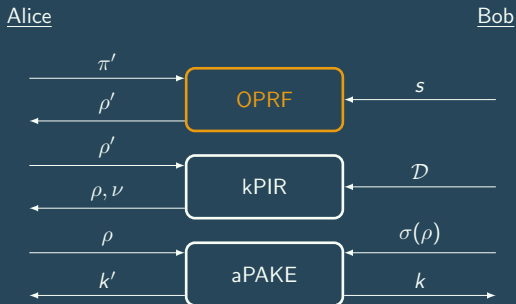 Alice Bob
π′
OPRF s
ρ′
ρ′
kPIR 𝒟
ρ, ν
ρ σ(ρ)
aPAKE
k′ k